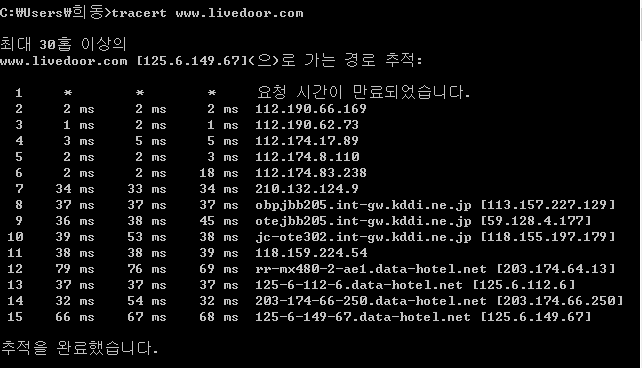 C:₩Users₩희동>tracert www.livedoor.com
최대 30홉 이상의
www.livedoor.com [125.6.149.67](으)로 가는 경로 추적:
1 * * * 요청 시간이 만료되었습니다.
2 2 ms 2 ms 2 ms 112.190.66.169
3 1 ms 2 ms 1 ms 112.190.62.73
4 3 ms 5 ms 5 ms 112.174.17.89
5 2 ms 2 ms 3 ms 112.174.8.110
6 2 ms 2 ms 18 ms 112.174.83.238
7 34 ms 33 ms 34 ms 210.132.124.9
8 37 ms 37 ms 37 ms obpjbb205.int-gw.kddi.ne.jp [113.157.227.129]
9 36 ms 38 ms 45 ms otejbb205.int-gw.kddi.ne.jp [59.128.4.177]
10 39 ms 53 ms 38 ms jc-ote302.int-gw.kddi.ne.jp [118.155.197.179]
11 38 ms 38 ms 39 ms 118.159.224.54
12 79 ms 76 ms 69 ms rr-mx480-2-ae1.data-hotel.net [203.174.64.13]
13 37 ms 37 ms 37 ms 125-6-112-6.data-hotel.net [125.6.112.6]
14 32 ms 54 ms 32 ms 203-174-66-250.data-hotel.net [203.174.66.250]
15 66 ms 67 ms 68 ms 125-6-149-67.data-hotel.net [125.6.149.67]
추적을 완료했습니다.